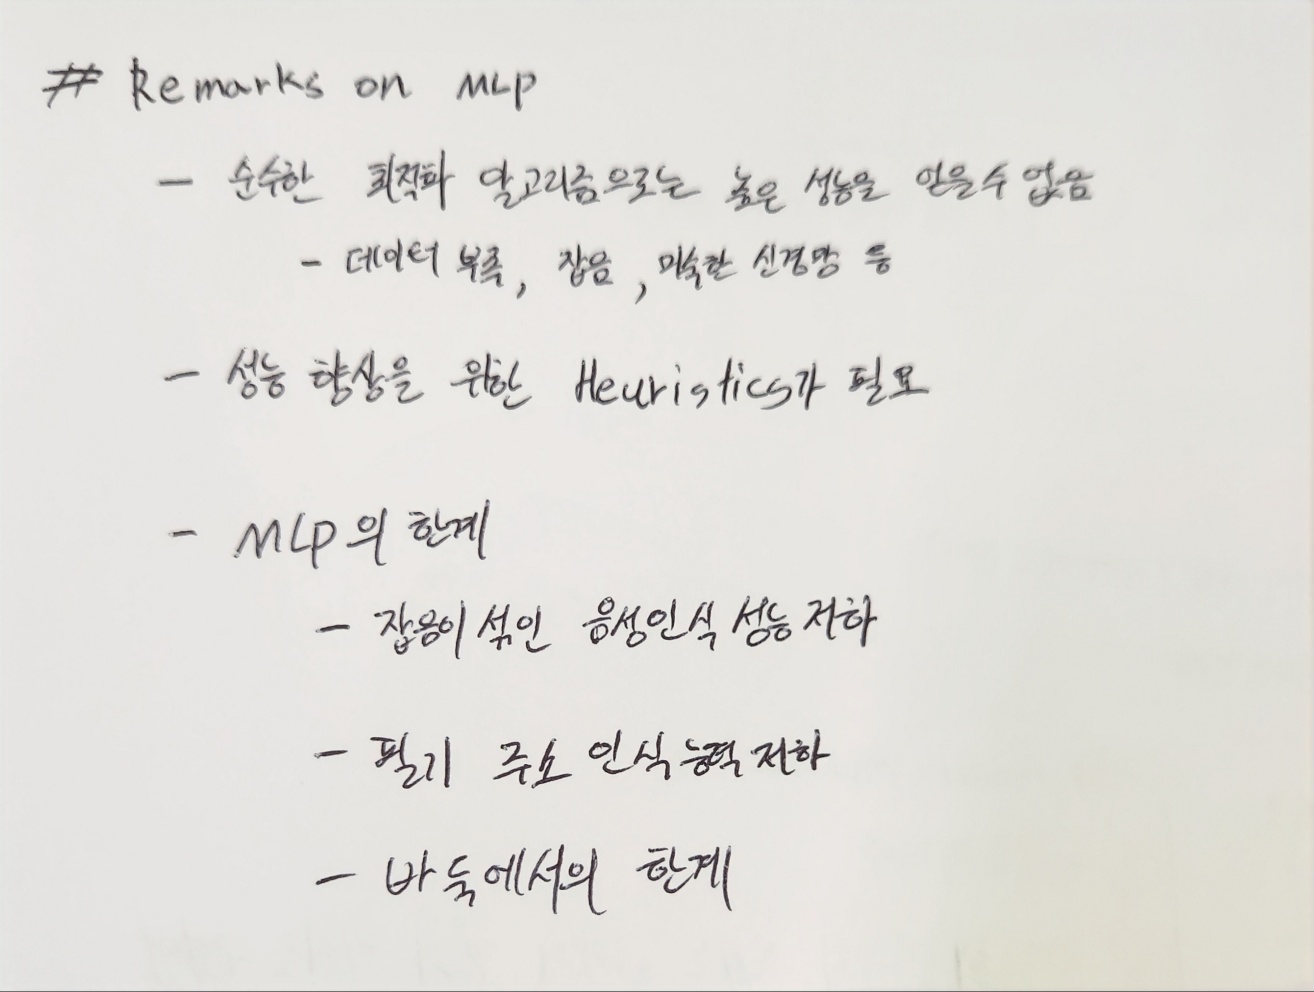 # Remarks on MLP
- 순수한 최적화 알고리즘으로는 높은 성능을 얻을 수 없음
- 데이터 부족, 잡음, 미숙한 신경망 등
- 성능 향상을 위한 Heuristics가 필요
- MLP의 한계
- 잡음이 섞인 음성인식 성능 저하
- 필기 주소 인식 능력 저하
- 바둑에서의 한계